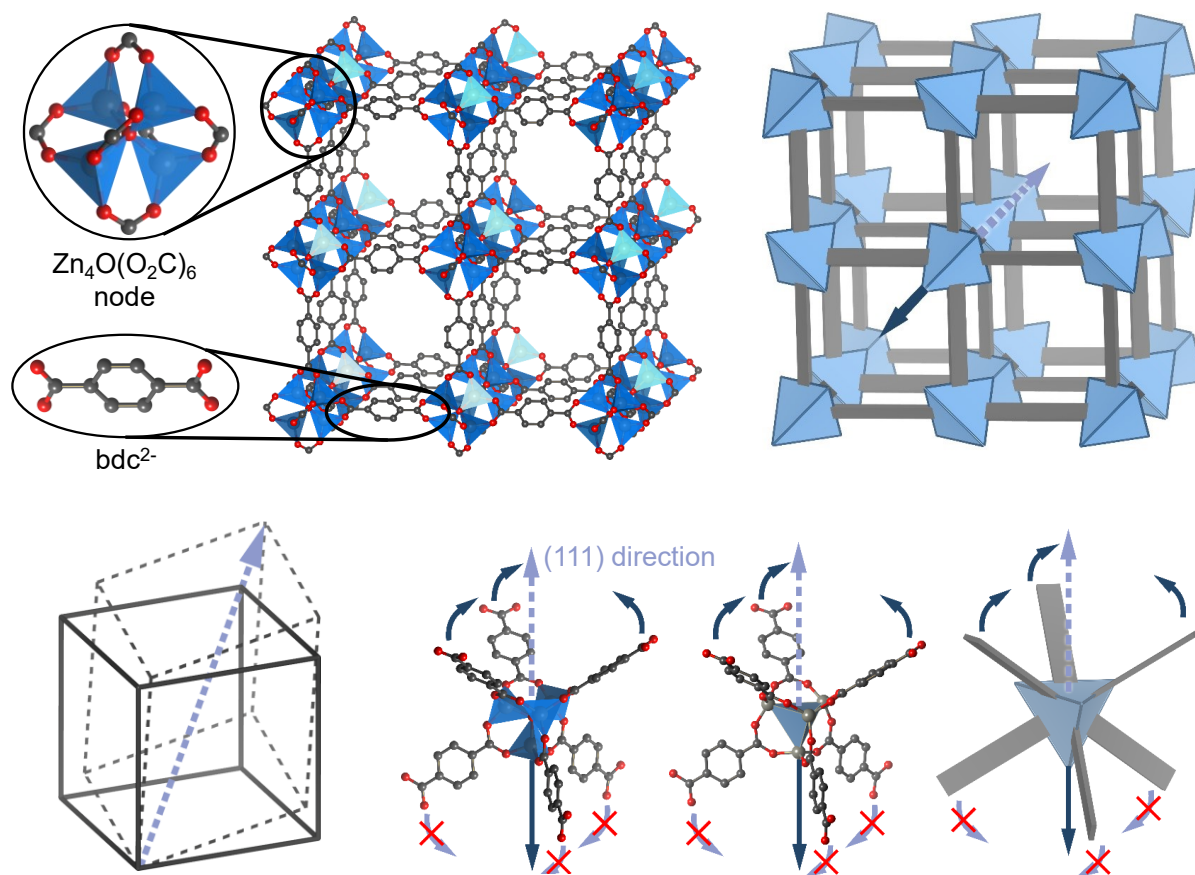 Zn₄O(O₂C)₆
node
bdc²⁻
(111) direction